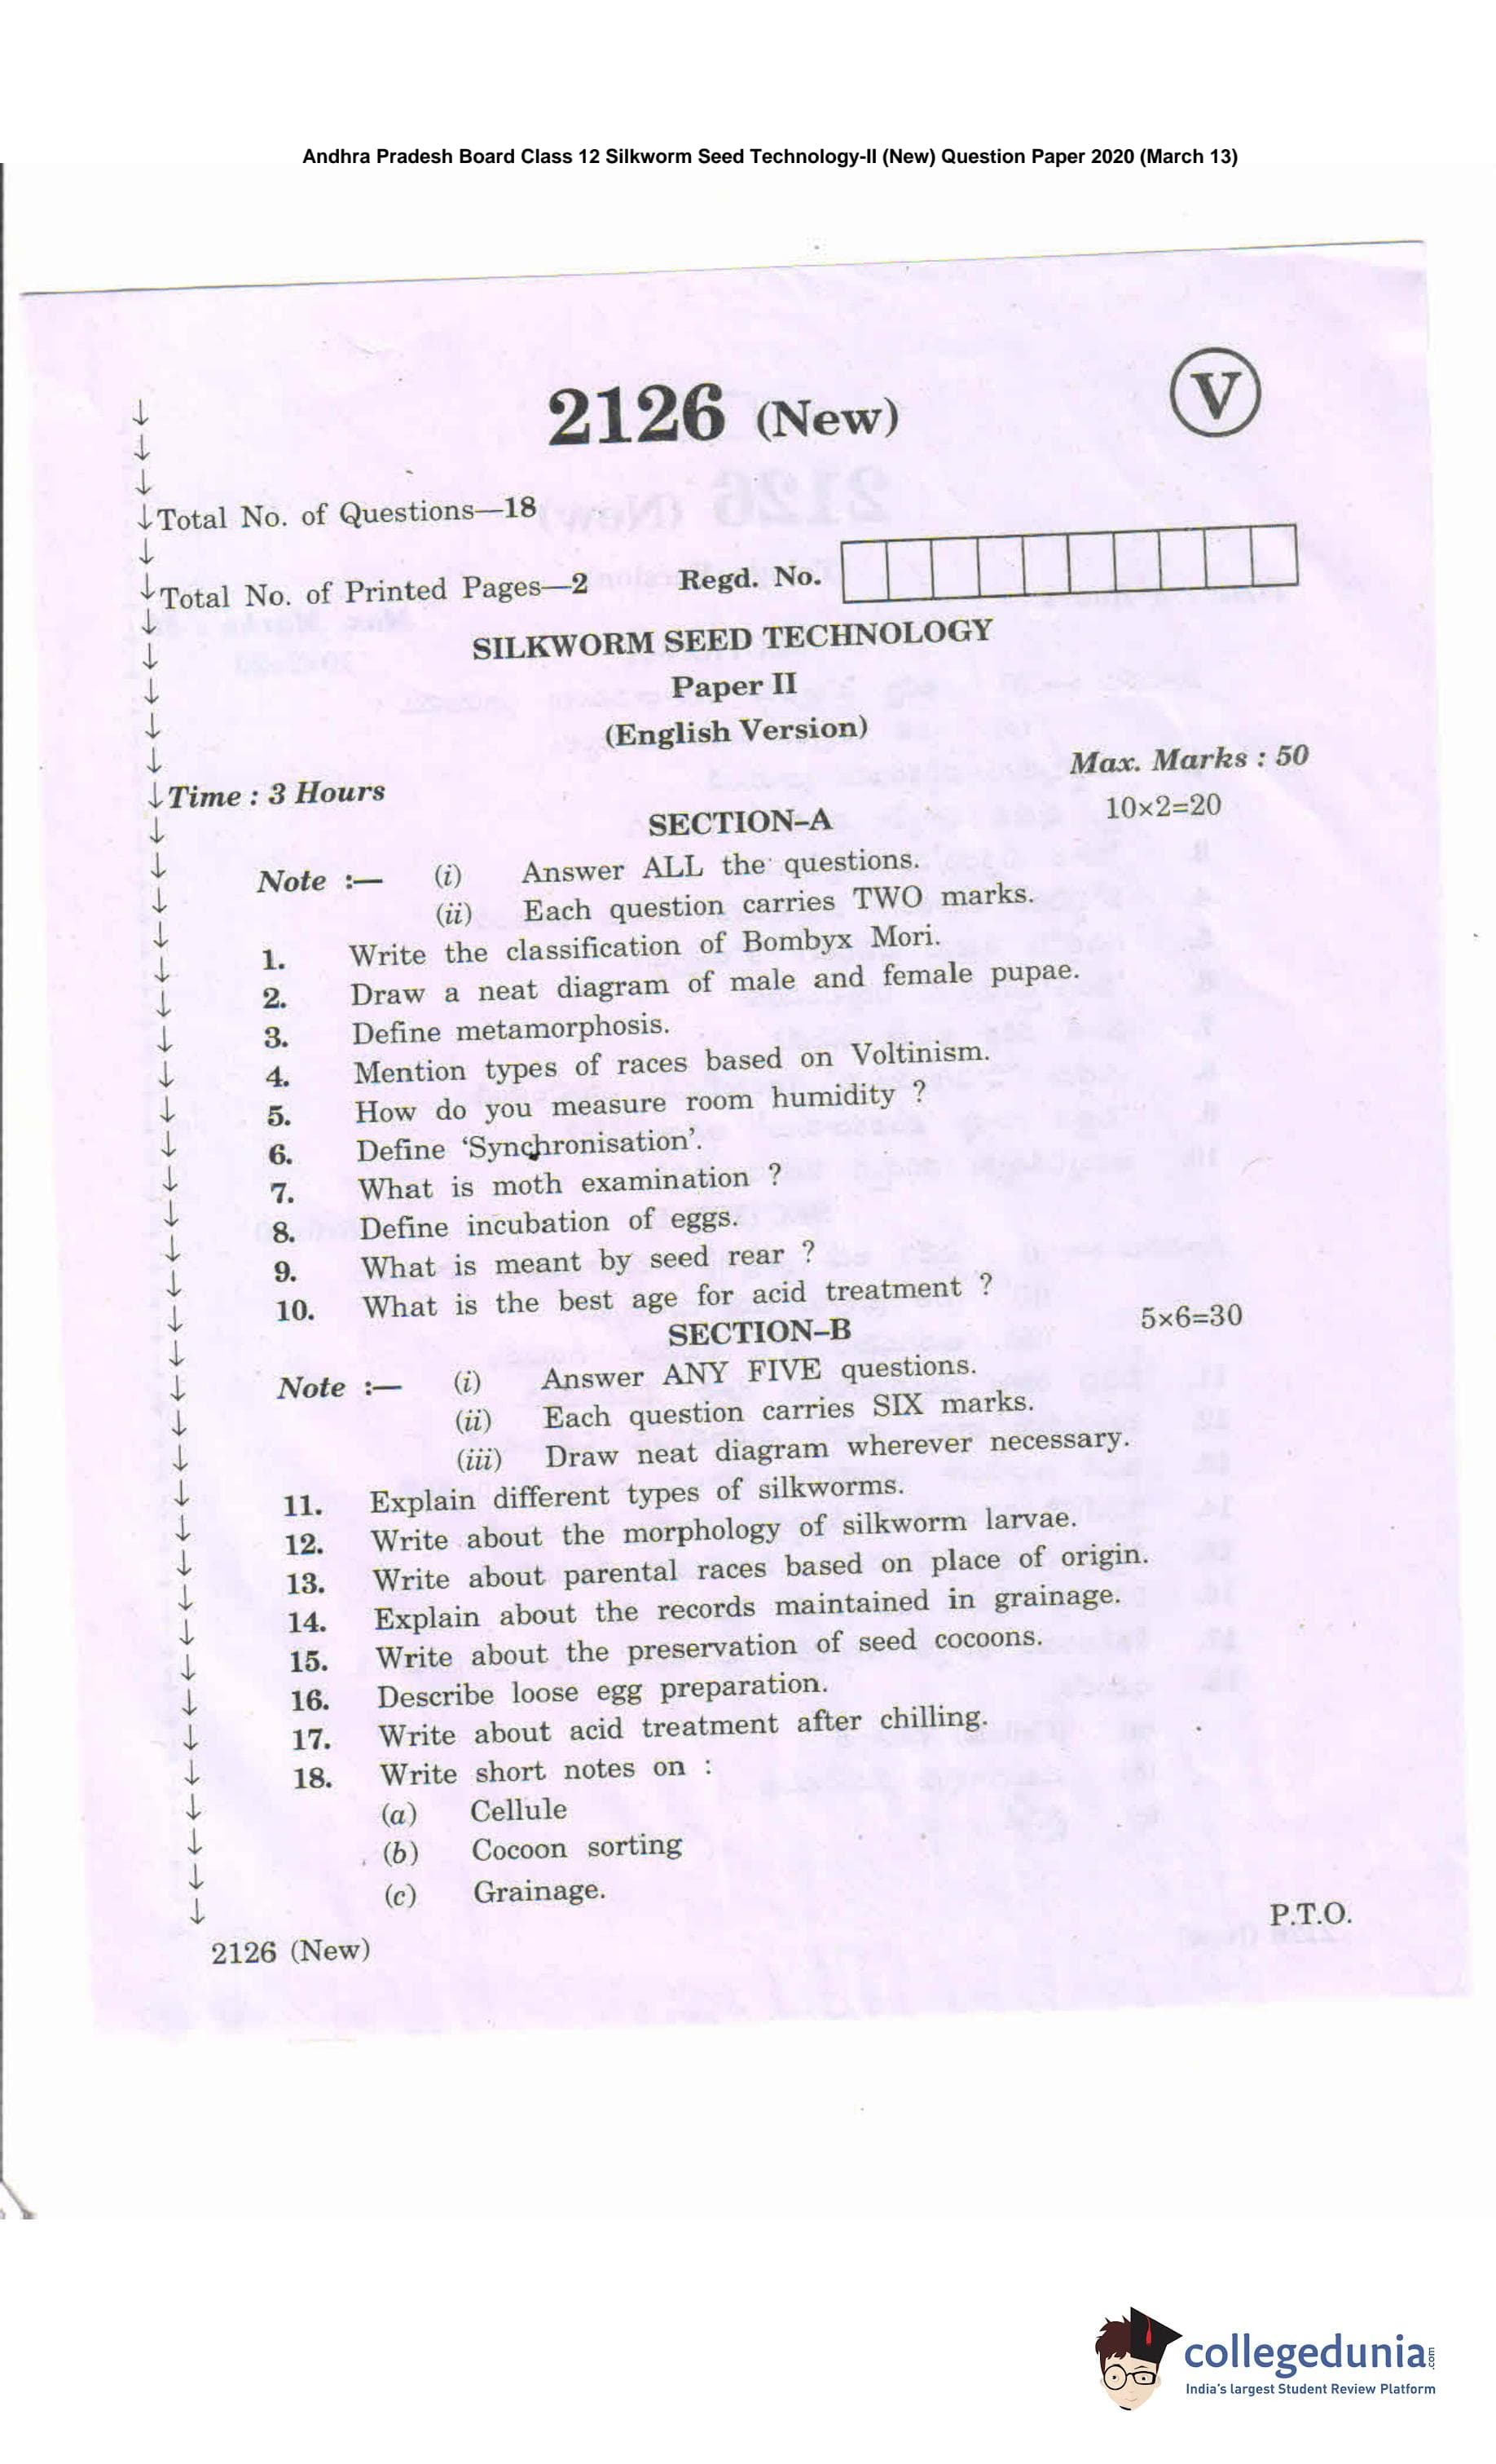 Andhra Pradesh Board Class 12 Silkworm Seed Technology-II (New) Question Paper 2020 (March 13)
2126 (New)
V
Total No. of Questions—18
Total No. of Printed Pages—2 Regd. No.
SILKWORM SEED TECHNOLOGY
Paper II
(English Version)
Time : 3 Hours Max. Marks : 50
SECTION–A 10×2=20
Note :— (i) Answer ALL the questions.
(ii) Each question carries TWO marks.
1. Write the classification of Bombyx Mori.
2. Draw a neat diagram of male and female pupae.
3. Define metamorphosis.
4. Mention types of races based on Voltinism.
5. How do you measure room humidity ?
6. Define ‘Synchronisation’.
7. What is moth examination ?
8. Define incubation of eggs.
9. What is meant by seed rear ?
10. What is the best age for acid treatment ?
SECTION–B 5×6=30
Note :— (i) Answer ANY FIVE questions.
(ii) Each question carries SIX marks.
(iii) Draw neat diagram wherever necessary.
11. Explain different types of silkworms.
12. Write about the morphology of silkworm larvae.
13. Write about parental races based on place of origin.
14. Explain about the records maintained in grainage.
15. Write about the preservation of seed cocoons.
16. Describe loose egg preparation.
17. Write about acid treatment after chilling.
18. Write short notes on :
(a) Cellule
(b) Cocoon sorting
(c) Grainage.
P.T.O.
2126 (New)
collegedunia.com
India's largest Student Review Platform